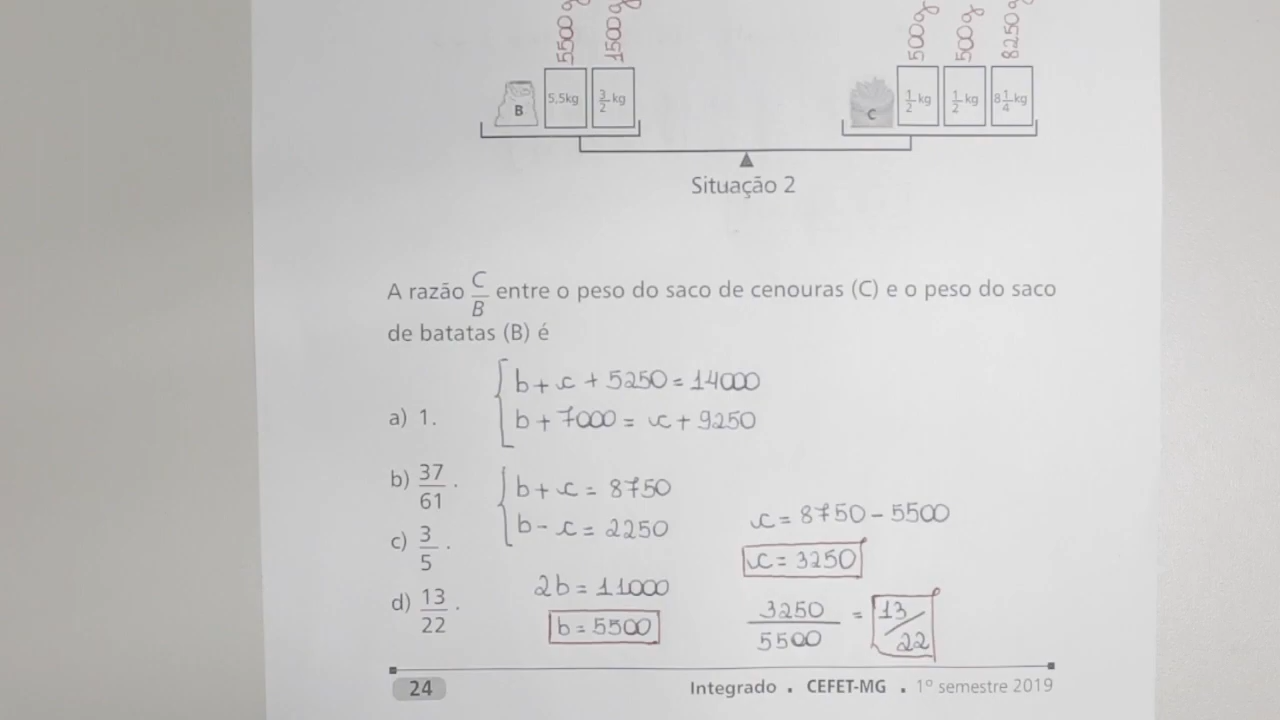 5500g 1500g 500g 500g 8250g
B 5,5kg 3/2 kg C 1/2 kg 1/2 kg 8 1/4 kg
Situação 2
A razão C/B entre o peso do saco de cenouras (C) e o peso do saco
de batatas (B) é
b + c + 5250 = 14000
a) 1. b + 7000 = c + 9250
b) 37/61. b + c = 8750
b - c = 2250 c = 8750 - 5500
c) 3/5. c = 3250
2b = 11000
d) 13/22. b = 5500 3250/5500 = 13/22
24 Integrado . CEFET-MG . 1º semestre 2019